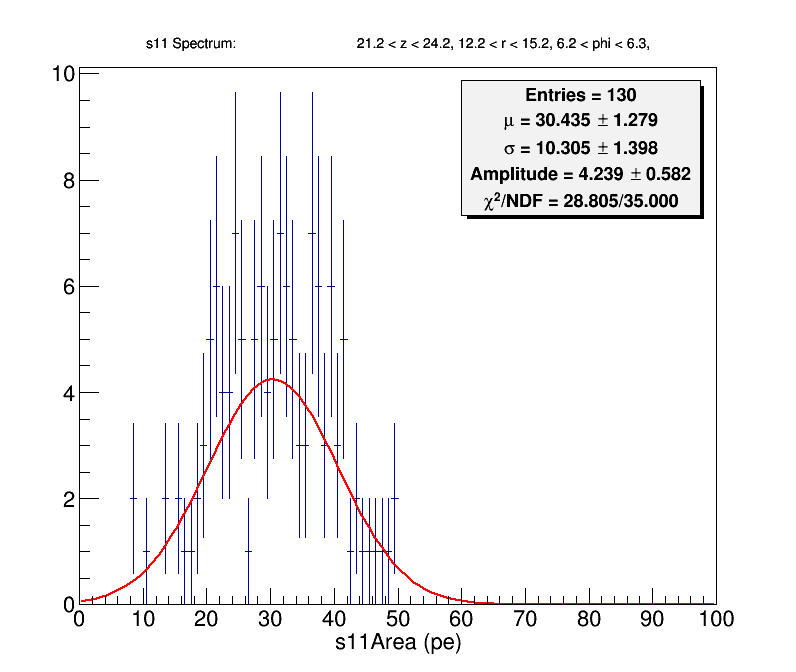 s11 Spectrum: 21.2 < z < 24.2, 12.2 < r < 15.2, 6.2 < phi < 6.3,
Entries = 130
μ = 30.435 ± 1.279
σ = 10.305 ± 1.398
Amplitude = 4.239 ± 0.582
χ²/NDF = 28.805/35.000
10
8
6
4
2
0
0 10 20 30 40 50 60 70 80 90 100
s11Area (pe)